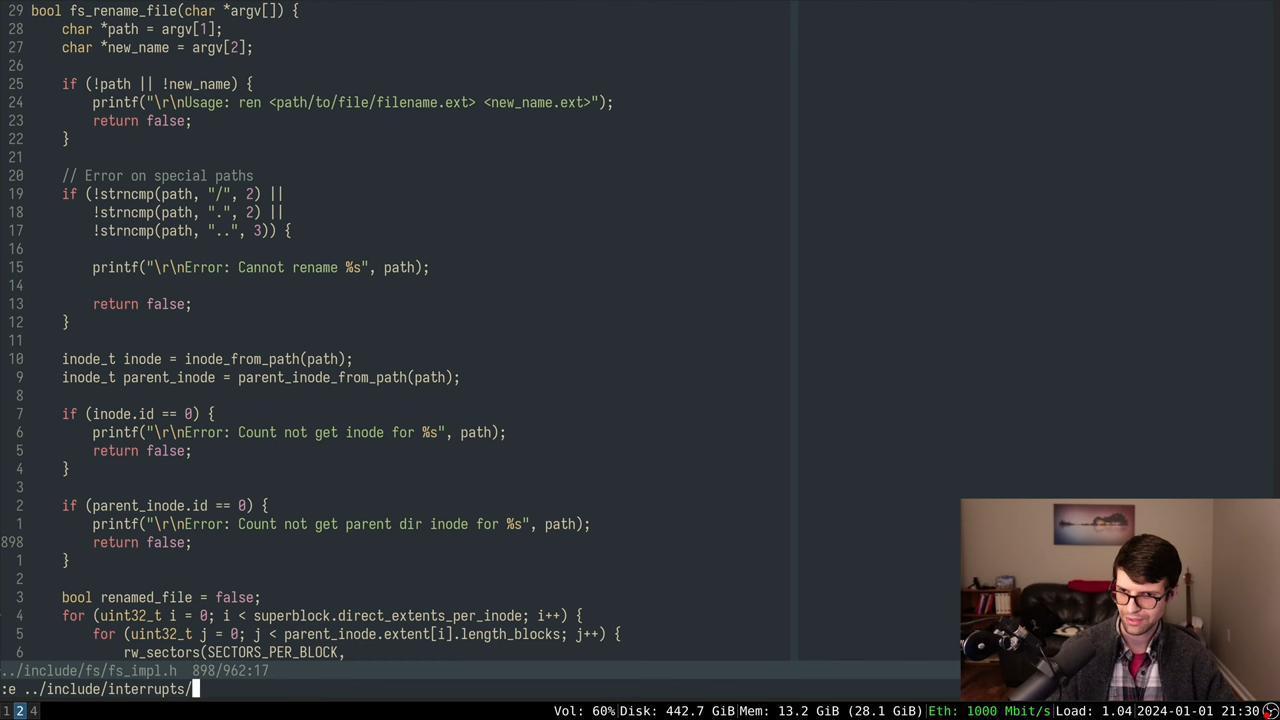 29 bool fs_rename_file(char *argv[]) {
28     char *path = argv[1];
27     char *new_name = argv[2];
26
25     if (!path || !new_name) {
24         printf("\r\nUsage: ren <path/to/file/filename.ext> <new_name.ext>");
23         return false;
22     }
21
20     // Error on special paths
19     if (!strncmp(path, "/", 2) ||
18         !strncmp(path, ".", 2) ||
17         !strncmp(path, "..", 3)) {
16
15         printf("\r\nError: Cannot rename %s", path);
14
13         return false;
12     }
11
10     inode_t inode = inode_from_path(path);
9     inode_t parent_inode = parent_inode_from_path(path);
8
7     if (inode.id == 0) {
6         printf("\r\nError: Count not get inode for %s", path);
5         return false;
4     }
3
2     if (parent_inode.id == 0) {
1         printf("\r\nError: Count not get parent dir inode for %s", path);
898         return false;
1     }
2
3     bool renamed_file = false;
4     for (uint32_t i = 0; i < superblock.direct_extents_per_inode; i++) {
5         for (uint32_t j = 0; j < parent_inode.extent[i].length_blocks; j++) {
6             rw_sectors(SECTORS_PER_BLOCK,
../include/fs/fs_impl.h  898/962:17
:e ../include/interrupts/
1 2 4 Vol: 60% Disk: 442.7 GiB Mem: 13.2 GiB (28.1 GiB) Eth: 1000 Mbit/s Load: 1.04 2024-01-01 21:30